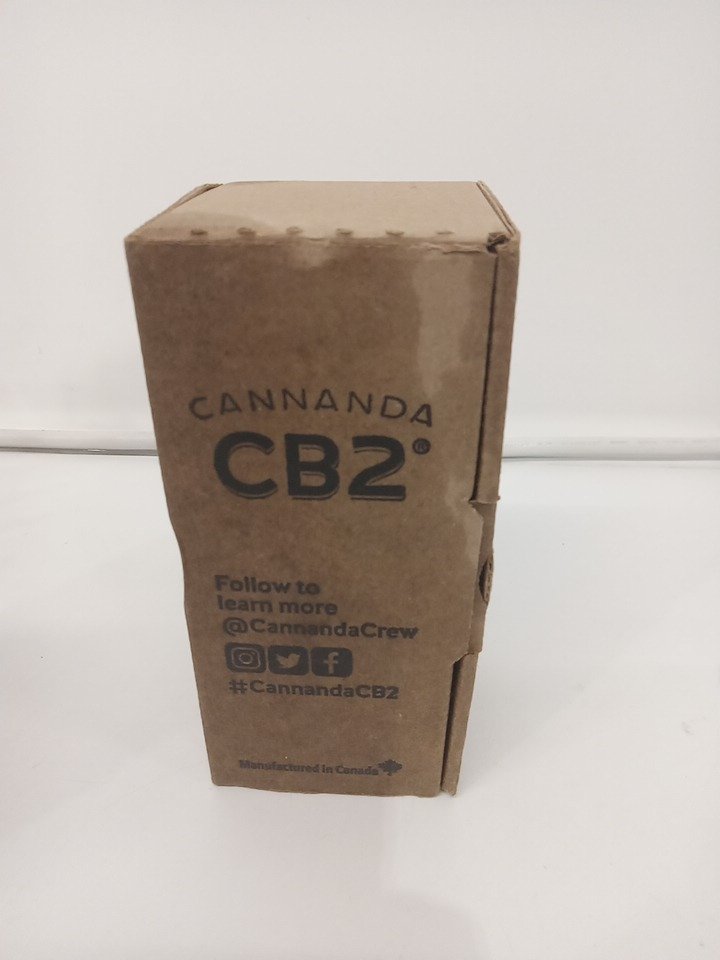 CANNANDA
CB2®
Follow to
learn more
@CannandaCrew
#CannandaCB2
Manufactured in Canada